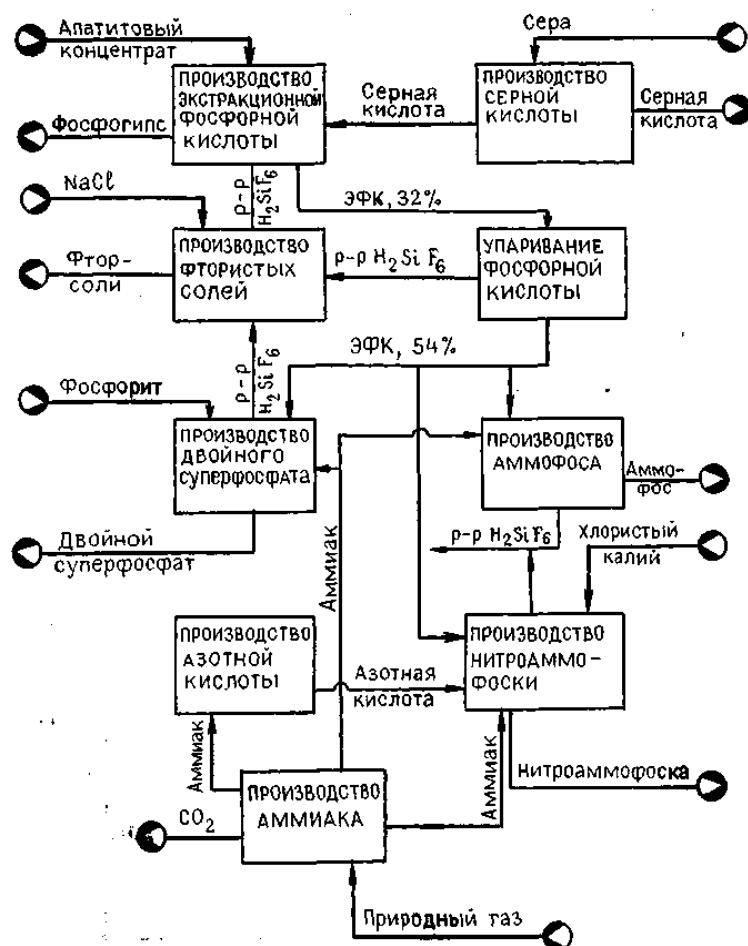 Апатитовый
концентрат
Сера
ПРОИЗВОДСТВО
ЭКСТРАКЦИОННОЙ
ФОСФОРНОЙ
КИСЛОТЫ
Серная
кислота
ПРОИЗВОДСТВО
СЕРНОЙ
КИСЛОТЫ
Серная
кислота
Фосфогипс
NaCl
р-р
H₂SiF₆
ЭФК, 32%
ПРОИЗВОДСТВО
ФТОРИСТЫХ
СОЛЕЙ
р-р H₂SiF₆
УПАРИВАНИЕ
ФОСФОРНОЙ
КИСЛОТЫ
Фтор-
соли
р-р
H₂SiF₆
ЭФК, 54%
Фосфорит
ПРОИЗВОДСТВО
ДВОЙНОГО
СУПЕРФОСФАТА
ПРОИЗВОДСТВО
АММОФОСА
Аммо-
фос
Двойной
суперфосфат
Аммиак
р-р H₂SiF₆
Хлористый
калий
ПРОИЗВОДСТВО
АЗОТНОЙ
КИСЛОТЫ
Азотная
кислота
ПРОИЗВОДСТВО
НИТРОАММО-
ФОСКИ
Аммиак
Аммиак
Нитроаммофоска
CO₂
ПРОИЗВОДСТВО
АММИАКА
Природный газ